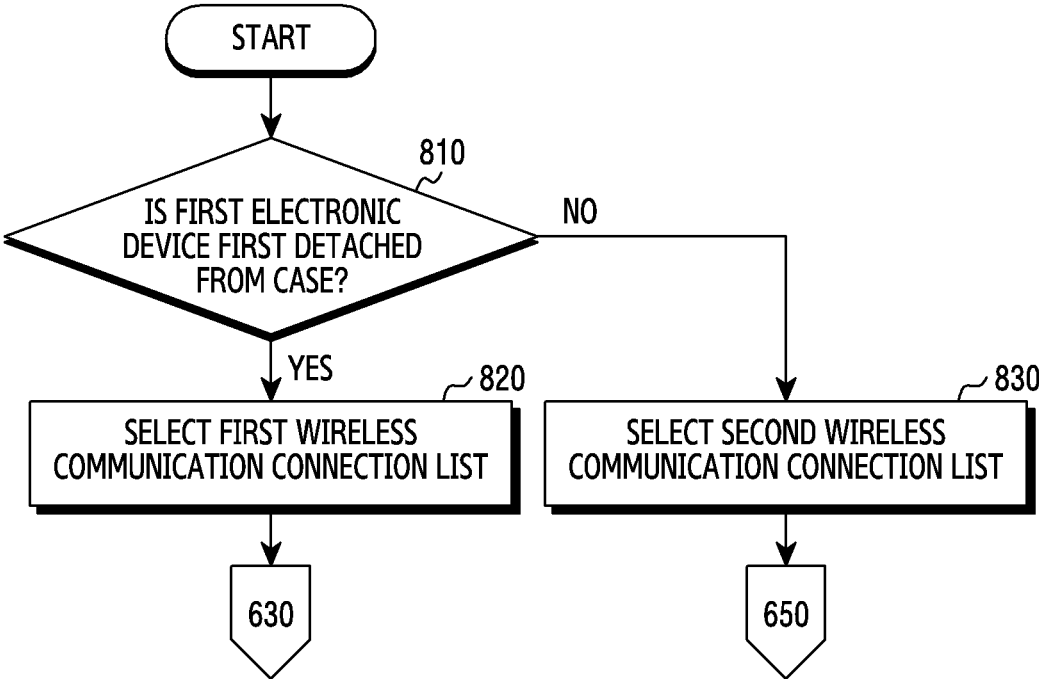 START
810
IS FIRST ELECTRONIC
DEVICE FIRST DETACHED
FROM CASE?
NO
YES
820
SELECT FIRST WIRELESS
COMMUNICATION CONNECTION LIST
830
SELECT SECOND WIRELESS
COMMUNICATION CONNECTION LIST
630
650